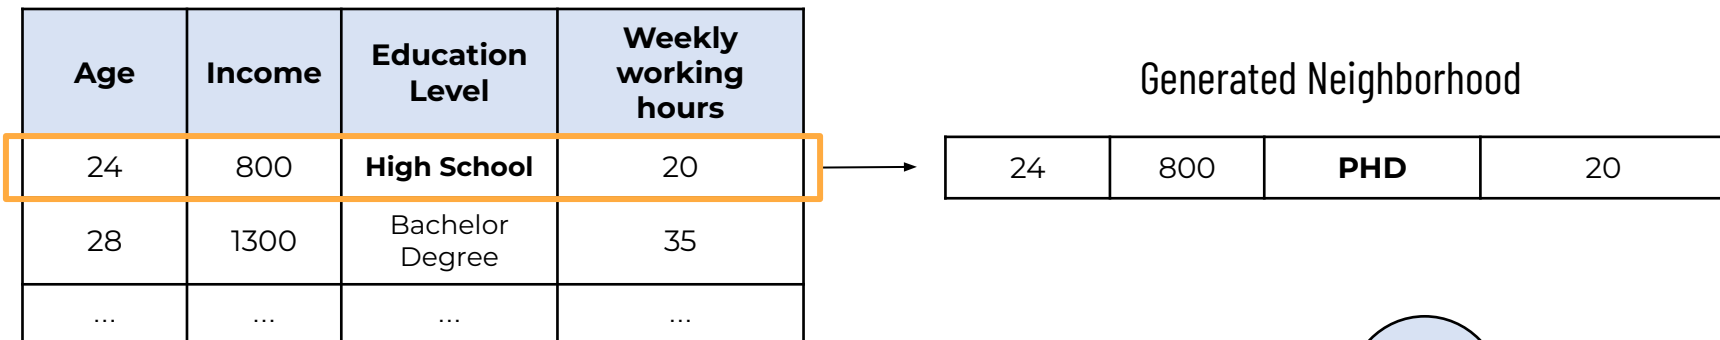 Age Income Education Level Weekly working hours
24 800 High School 20
28 1300 Bachelor Degree 35
... ... ... ...
Generated Neighborhood
24 800 PHD 20